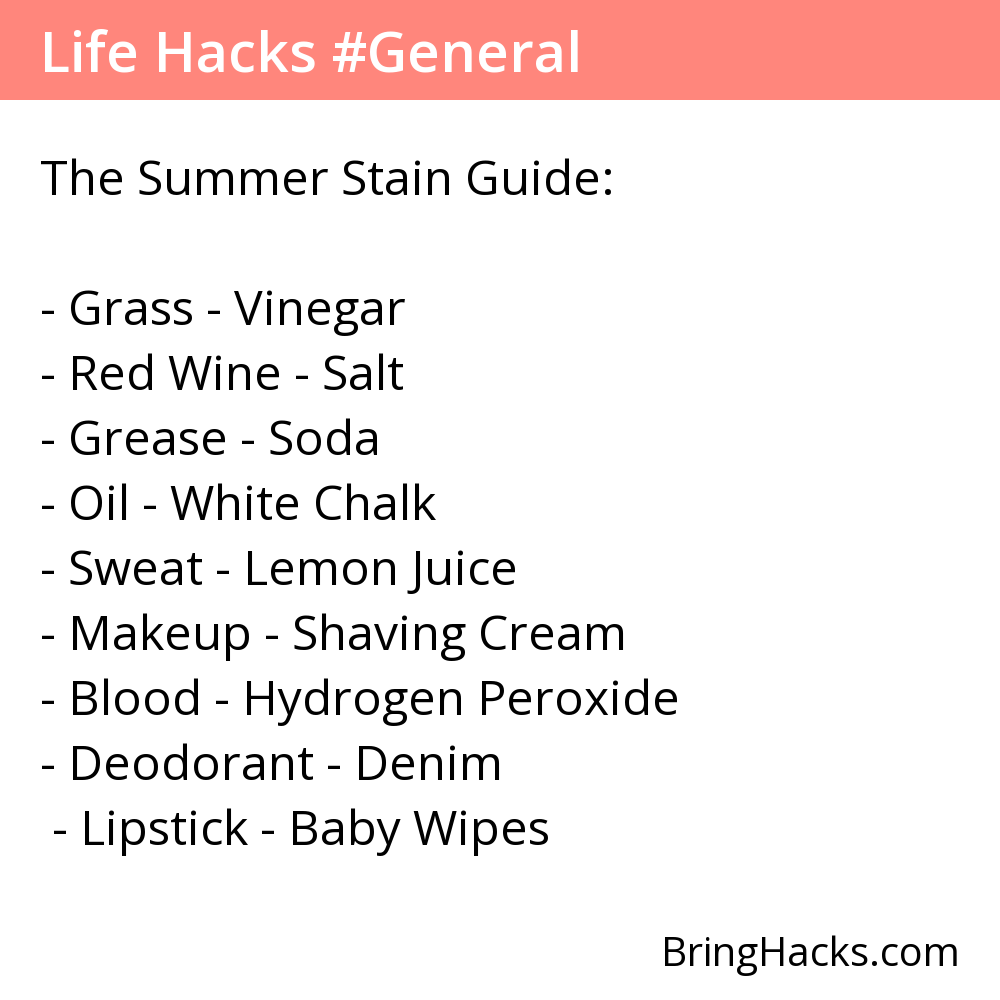 Life Hacks #General
The Summer Stain Guide:
- Grass - Vinegar
- Red Wine - Salt
- Grease - Soda
- Oil - White Chalk
- Sweat - Lemon Juice
- Makeup - Shaving Cream
- Blood - Hydrogen Peroxide
- Deodorant - Denim
- Lipstick - Baby Wipes
BringHacks.com